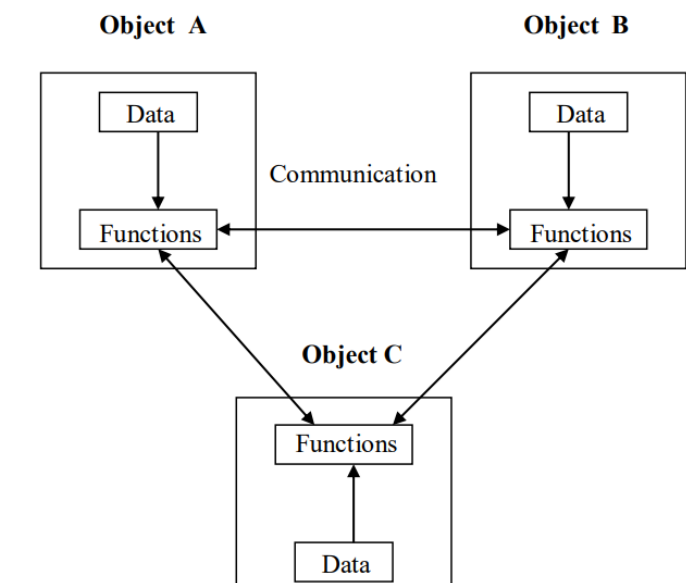 Object A
Object B
Data
Data
Communication
Functions
Functions
Object C
Functions
Data